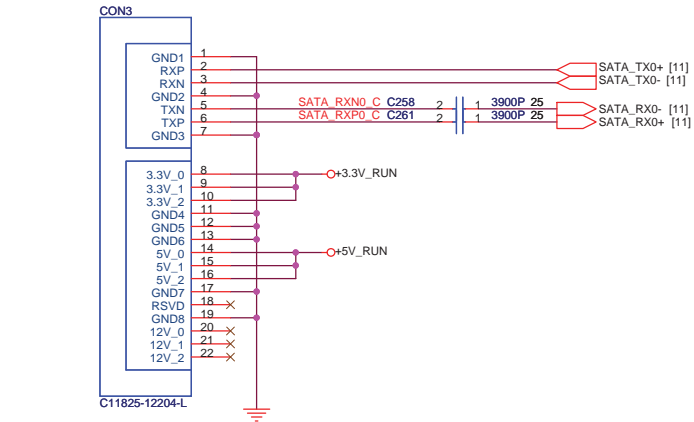 CON3
GND1 1
RXP 2 SATA_TX0+ [11]
RXN 3 SATA_TX0- [11]
GND2 4
TXN 5 SATA_RXN0_C C258 2 1 3900P 25 SATA_RX0- [11]
TXP 6 SATA_RXP0_C C261 2 1 3900P 25 SATA_RX0+ [11]
GND3 7
3.3V_0 8 +3.3V_RUN
3.3V_1 9
3.3V_2 10
GND4 11
GND5 12
GND6 13
5V_0 14 +5V_RUN
5V_1 15
5V_2 16
GND7 17
RSVD 18
GND8 19
12V_0 20
12V_1 21
12V_2 22
C11825-12204-L